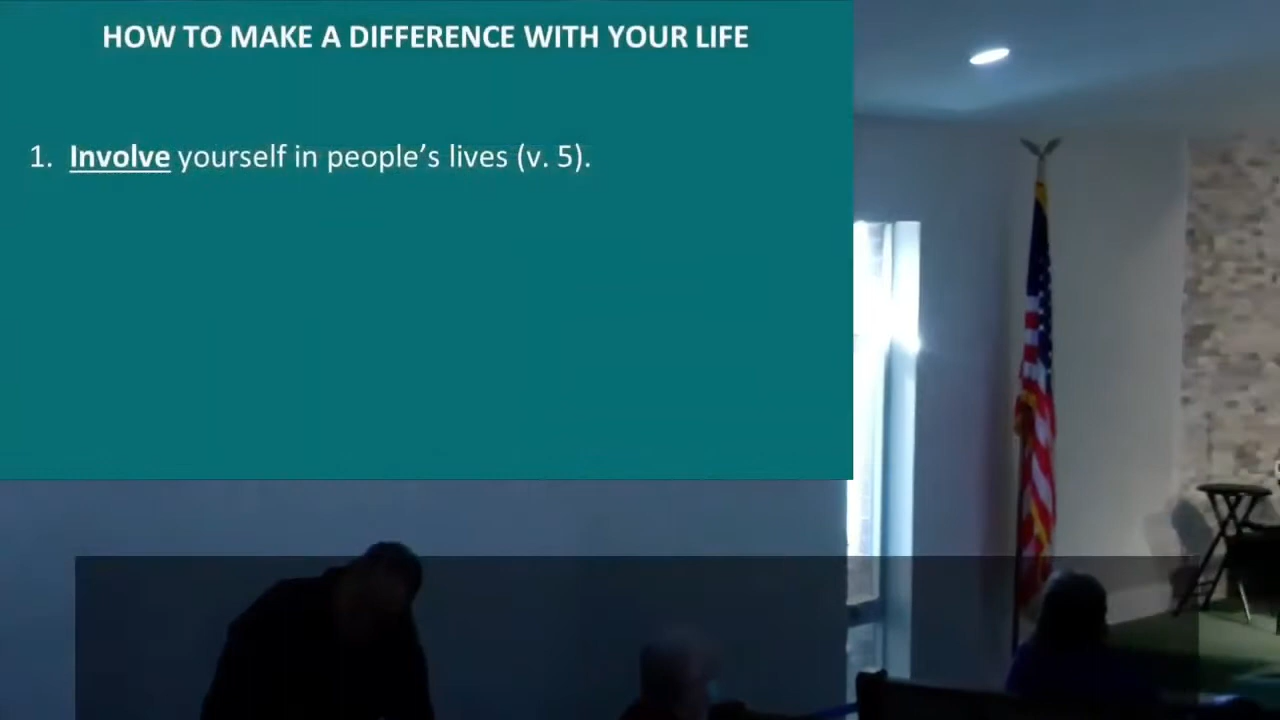 HOW TO MAKE A DIFFERENCE WITH YOUR LIFE
1. Involve yourself in people’s lives (v. 5).